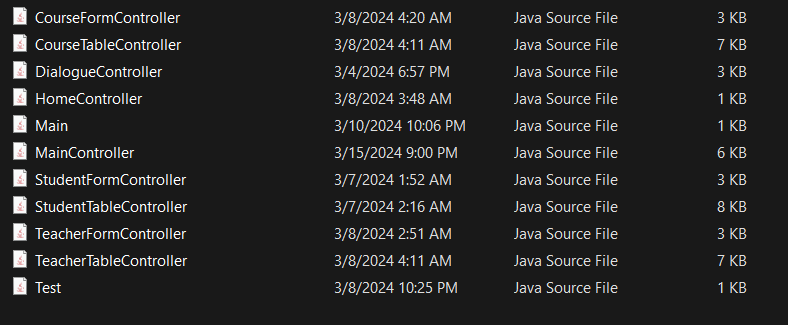 CourseFormController 3/8/2024 4:20 AM Java Source File 3 KB
CourseTableController 3/8/2024 4:11 AM Java Source File 7 KB
DialogueController 3/4/2024 6:57 PM Java Source File 3 KB
HomeController 3/8/2024 3:48 AM Java Source File 1 KB
Main 3/10/2024 10:06 PM Java Source File 1 KB
MainController 3/15/2024 9:00 PM Java Source File 6 KB
StudentFormController 3/7/2024 1:52 AM Java Source File 3 KB
StudentTableController 3/7/2024 2:16 AM Java Source File 8 KB
TeacherFormController 3/8/2024 2:51 AM Java Source File 3 KB
TeacherTableController 3/8/2024 4:11 AM Java Source File 7 KB
Test 3/8/2024 10:25 PM Java Source File 1 KB